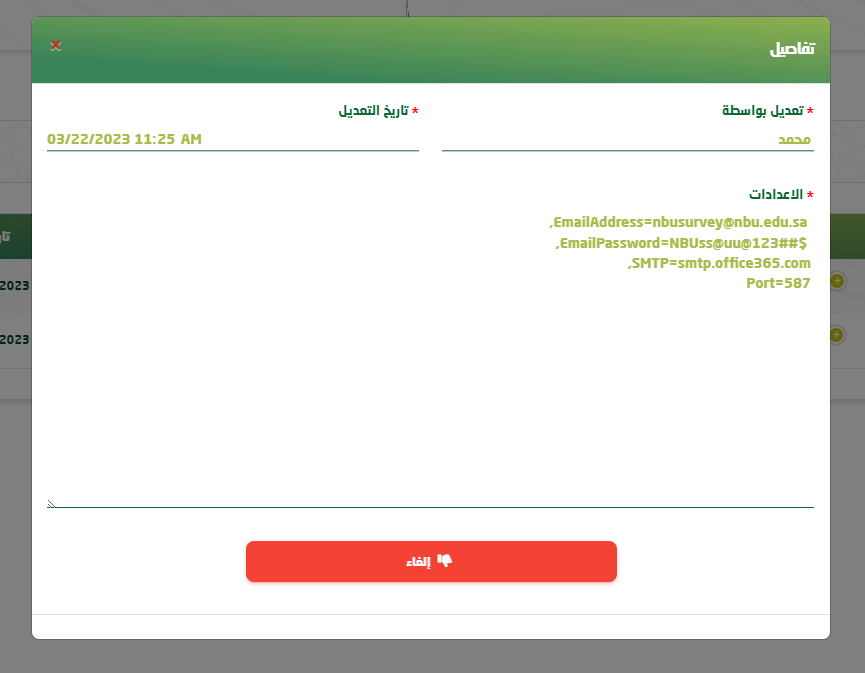 تفاصيل
* تعديل بواسطة
محمد
* تاريخ التعديل
03/22/2023 11:25 AM
* الاعدادات
EmailAddress=nbusurvey@nbu.edu.sa,
EmailPassword=NBUss@uu@123##$,
SMTP=smtp.office365.com,
Port=587
إلغاء
2023
2023